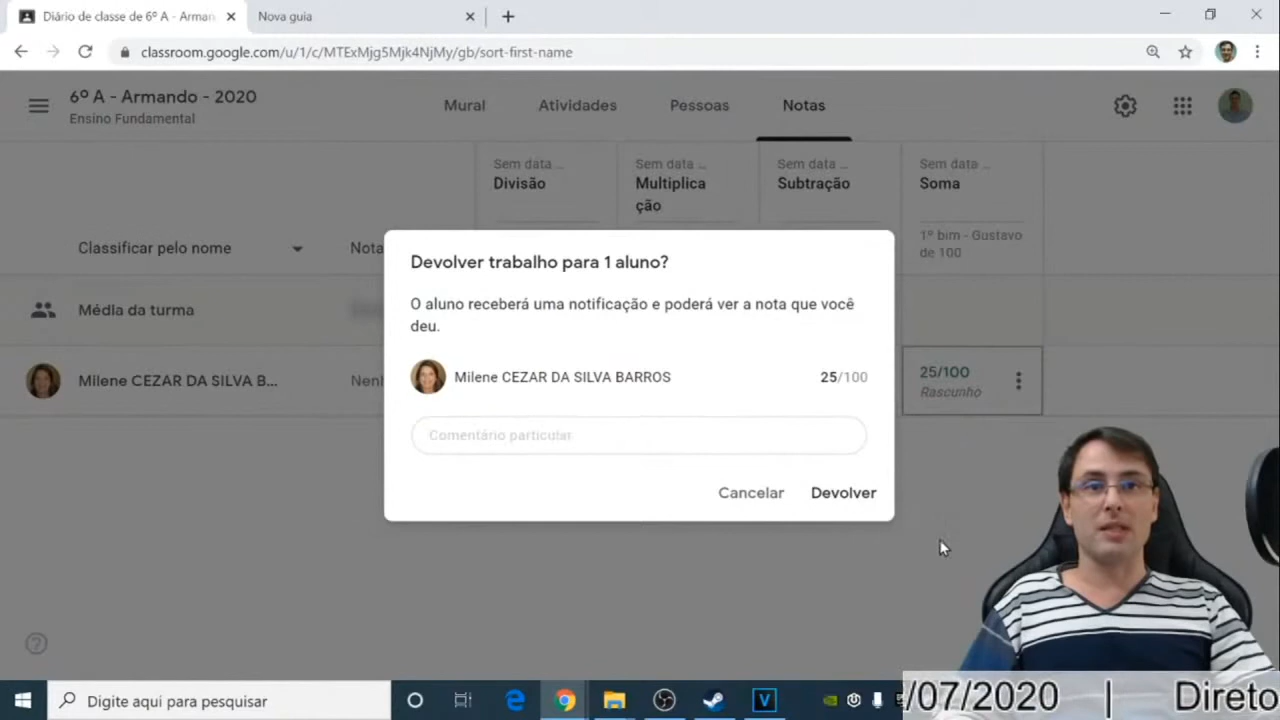 Diário de classe de 6º A - Arman
Nova guia
classroom.google.com/u/1/c/MTExMjg5Mjk4NjMy/gb/sort-first-name
6º A - Armando - 2020
Ensino Fundamental
Mural
Atividades
Pessoas
Notas
Sem data ...
Divisão
Sem data ...
Multiplica
ção
Sem data ...
Subtração
Sem data ...
Soma
1º bim - Gustavo
de 100
Classificar pelo nome
Nota
Média da turma
Milene CEZAR DA SILVA B...
Nenh
25/100
Rascunho
Devolver trabalho para 1 aluno?
O aluno receberá uma notificação e poderá ver a nota que você
deu.
Milene CEZAR DA SILVA BARROS
25/100
Comentário particular
Cancelar
Devolver
Digite aqui para pesquisar
/07/2020 | Direto